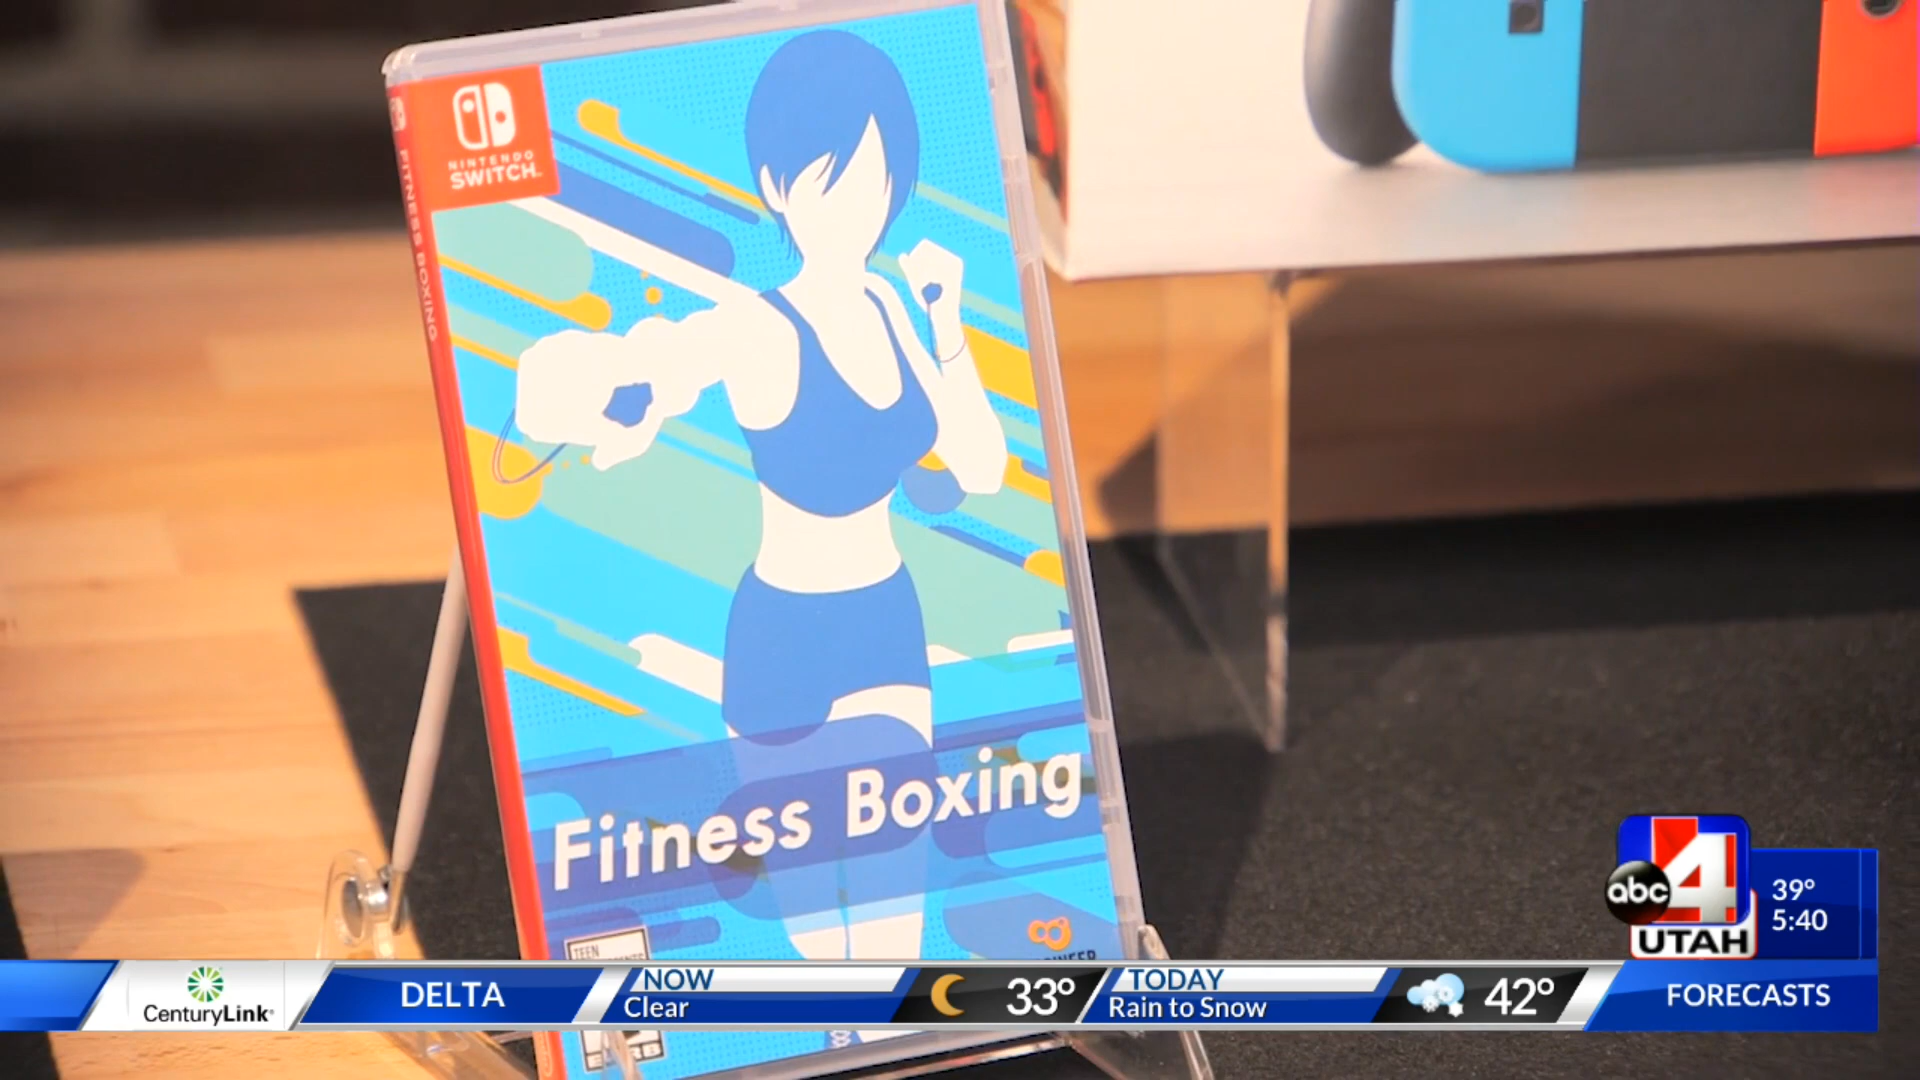 NINTENDO
SWITCH™
FITNESS BOXING
Fitness Boxing
TEEN
abc
4
UTAH
39°
5:40
CenturyLink®
DELTA
NOW
Clear
33°
TODAY
Rain to Snow
42°
FORECASTS